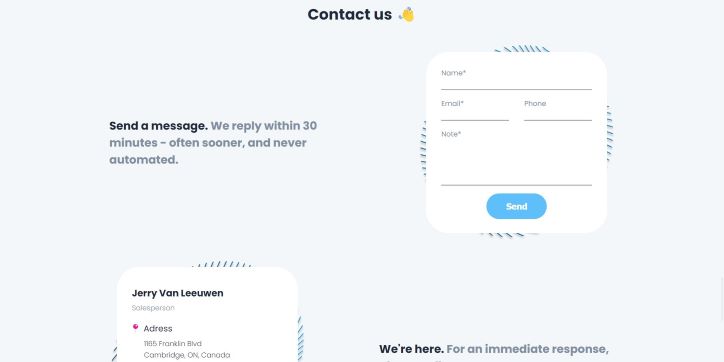 Contact us 👋
Name*
Email* Phone
Send a message. We reply within 30
minutes - often sooner, and never
automated.
Note*
Send
Jerry Van Leeuwen
Salesperson
Adress
1165 Franklin Blvd
Cambridge, ON, Canada
We're here. For an immediate response,